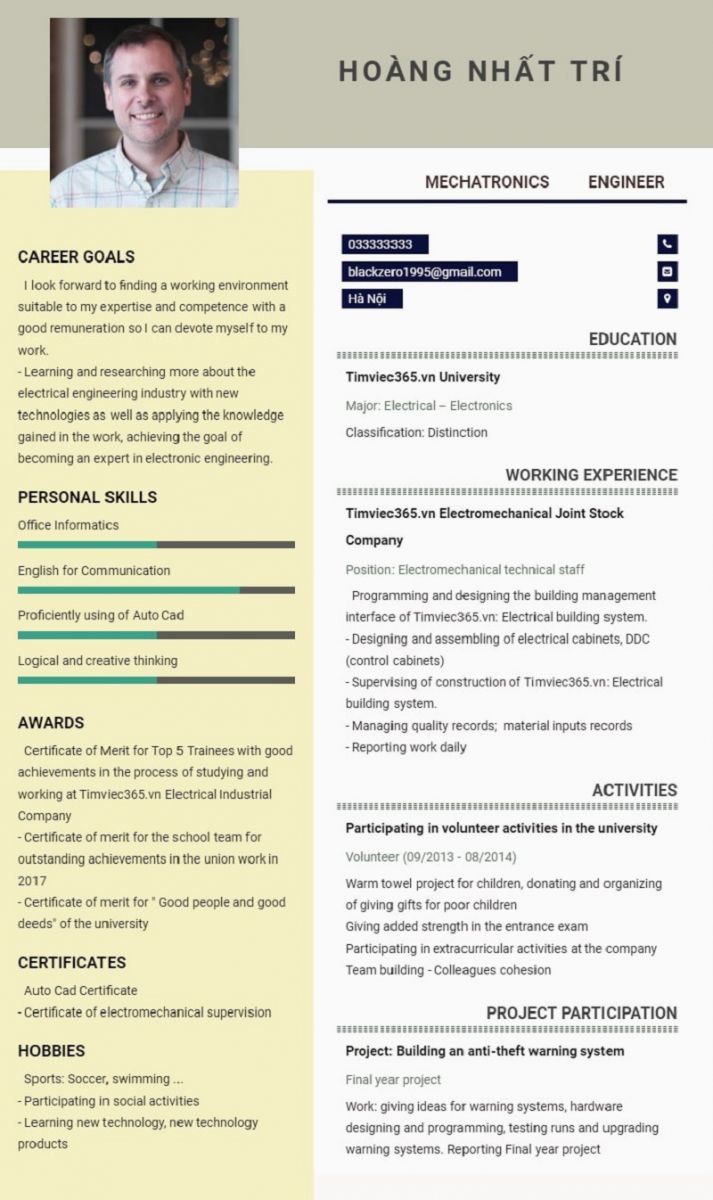 HOÀNG NHẤT TRÍ
MECHATRONICS ENGINEER
033333333
blackzero1995@gmail.com
Hà Nội
CAREER GOALS
I look forward to finding a working environment
suitable to my expertise and competence with a
good remuneration so I can devote myself to my
work.
- Learning and researching more about the
electrical engineering industry with new
technologies as well as applying the knowledge
gained in the work, achieving the goal of
becoming an expert in electronic engineering.
PERSONAL SKILLS
Office Informatics
English for Communication
Proficiently using of Auto Cad
Logical and creative thinking
AWARDS
Certificate of Merit for Top 5 Trainees with good
achievements in the process of studying and
working at Timviec365.vn Electrical Industrial
Company
- Certificate of merit for the school team for
outstanding achievements in the union work in
2017
- Certificate of merit for " Good people and good
deeds" of the university
CERTIFICATES
Auto Cad Certificate
- Certificate of electromechanical supervision
HOBBIES
Sports: Soccer, swimming ...
- Participating in social activities
- Learning new technology, new technology
products
EDUCATION
Timviec365.vn University
Major: Electrical – Electronics
Classification: Distinction
WORKING EXPERIENCE
Timviec365.vn Electromechanical Joint Stock
Company
Position: Electromechanical technical staff
Programming and designing the building management
interface of Timviec365.vn: Electrical building system.
- Designing and assembling of electrical cabinets, DDC
(control cabinets)
- Supervising of construction of Timviec365.vn: Electrical
building system.
- Managing quality records; material inputs records
- Reporting work daily
ACTIVITIES
Participating in volunteer activities in the university
Volunteer (09/2013 - 08/2014)
Warm towel project for children, donating and organizing
of giving gifts for poor children
Giving added strength in the entrance exam
Participating in extracurricular activities at the company
Team building - Colleagues cohesion
PROJECT PARTICIPATION
Project: Building an anti-theft warning system
Final year project
Work: giving ideas for warning systems, hardware
designing and programming, testing runs and upgrading
warning systems. Reporting Final year project